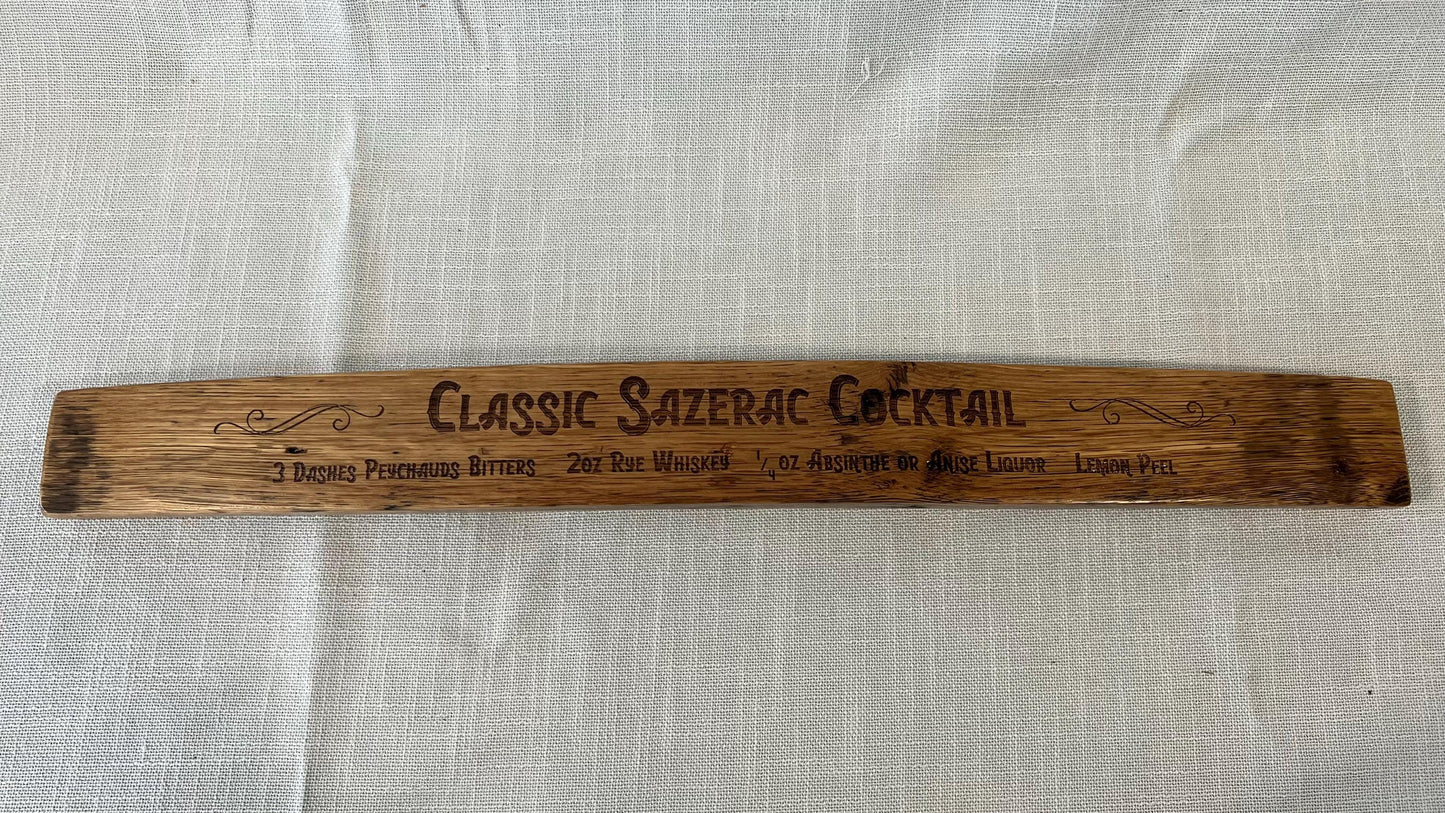 Classic Sazerac Cocktail
3 Dashes Peychauds Bitters 2oz Rye Whiskey 1/4 oz Absinthe or Anise Liquor Lemon Peel